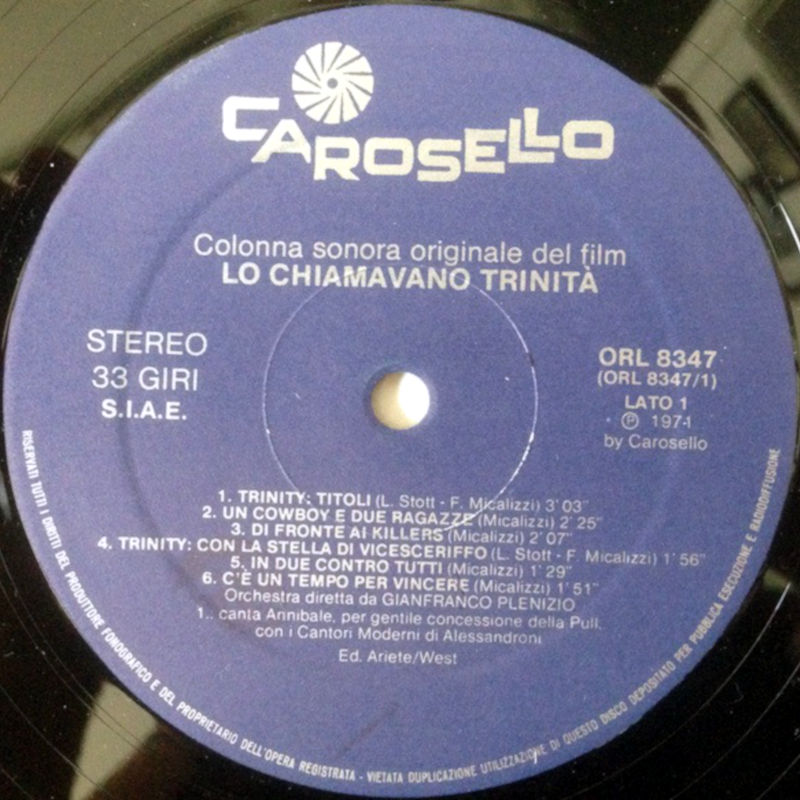 CAROSELLO
Colonna sonora originale del film
LO CHIAMAVANO TRINITÀ
STEREO
33 GIRI
S.I.A.E.
ORL 8347
(ORL 8347/1)
LATO 1
℗ 1971
by Carosello
1. TRINITY: TITOLI (L. Stott - F. Micalizzi) 3'03"
2. UN COWBOY E DUE RAGAZZE (Micalizzi) 2'25"
3. DI FRONTE AI KILLERS (Micalizzi) 2'07"
4. TRINITY: CON LA STELLA DI VICESCERIFFO (L. Stott - F. Micalizzi) 1'56"
5. IN DUE CONTRO TUTTI (Micalizzi) 1'29"
6. C'È UN TEMPO PER VINCERE (Micalizzi) 1'51"
Orchestra diretta da GIANFRANCO PLENIZIO
1.. canta Annibale, per gentile concessione della Pull,
con i Cantori Moderni di Alessandroni
Ed. Ariete/West
RISERVATI TUTTI I DIRITTI DEL PRODUTTORE FONOGRAFICO E DEL PROPRIETARIO DELL'OPERA REGISTRATA - VIETATA DUPLICAZIONE UTILIZZAZIONE DI QUESTO DISCO DEPOSITATO PER PUBBLICA ESECUZIONE E RADIODIFFUSIONE